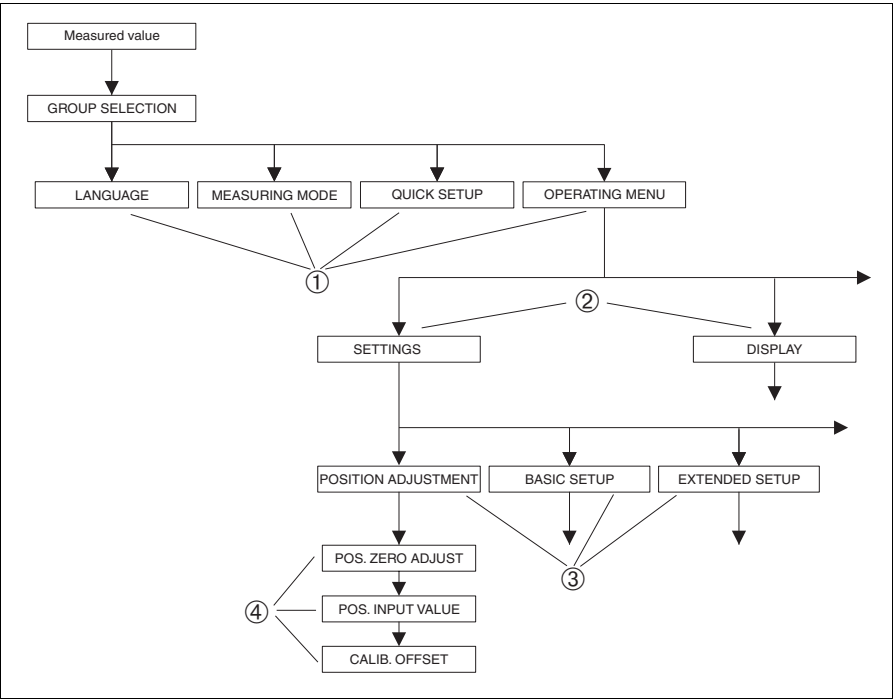 Measured value
GROUP SELECTION
LANGUAGE
MEASURING MODE
QUICK SETUP
OPERATING MENU
①
②
SETTINGS
DISPLAY
POSITION ADJUSTMENT
BASIC SETUP
EXTENDED SETUP
POS. ZERO ADJUST
③
④
POS. INPUT VALUE
CALIB. OFFSET